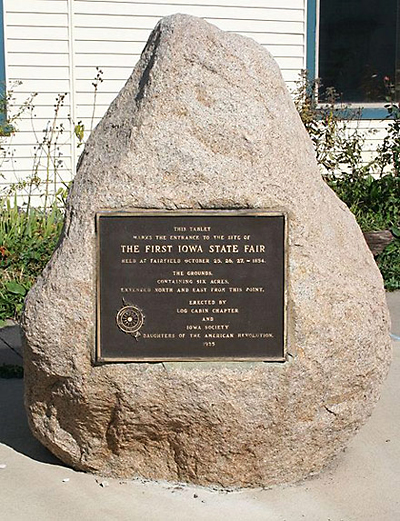 THIS TABLET
MARKS THE ENTRANCE TO THE SITE OF
THE FIRST IOWA STATE FAIR
HELD AT FAIRFIELD OCTOBER 25, 26, 27, – 1854.
THE GROUNDS,
CONTAINING SIX ACRES,
EXTENDED NORTH AND EAST FROM THIS POINT.
ERECTED BY
LOG CABIN CHAPTER
AND
IOWA SOCIETY
DAUGHTERS OF THE AMERICAN REVOLUTION.